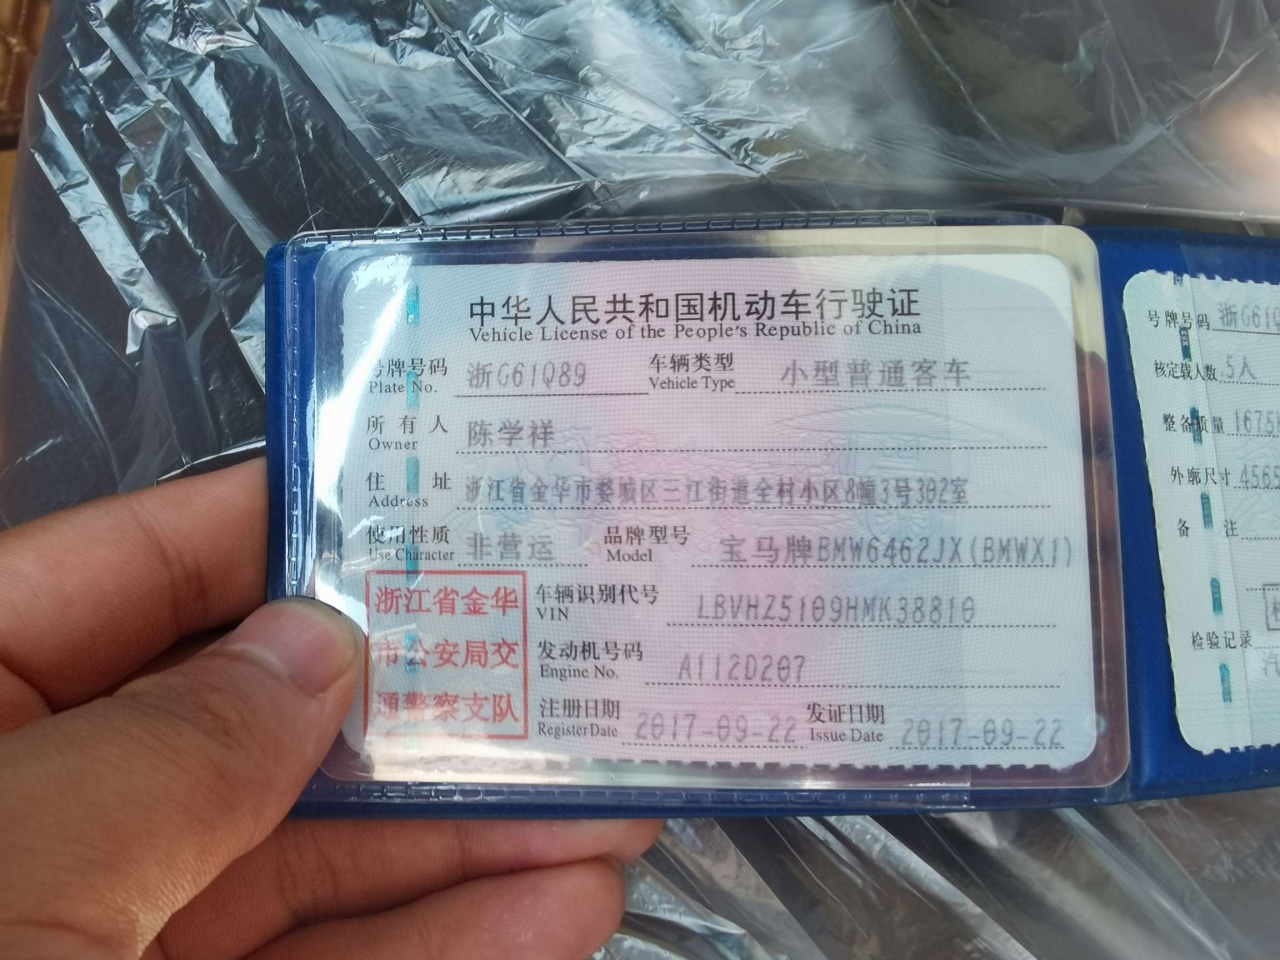 中华人民共和国机动车行驶证
Vehicle License of the People's Republic of China
号牌号码 浙G61Q89 车辆类型 小型普通客车
Plate No. Vehicle Type
所有人 陈学祥
Owner
住址 浙江省金华市婺城区三江街道全村小区8幢3号302室
Address
使用性质 非营运 品牌型号 宝马牌BMW6462JX(BMWX1)
Use Character Model
浙江省金华
市公安局交
通警察支队
车辆识别代号 LBVHZ5109HMK38810
VIN
发动机号码 A112D207
Engine No.
注册日期 2017-09-22 发证日期 2017-09-22
Register Date Issue Date
号牌号码 浙G61
核定载人数 5人
整备质量 1675
外廓尺寸 4565
备注
检验记录